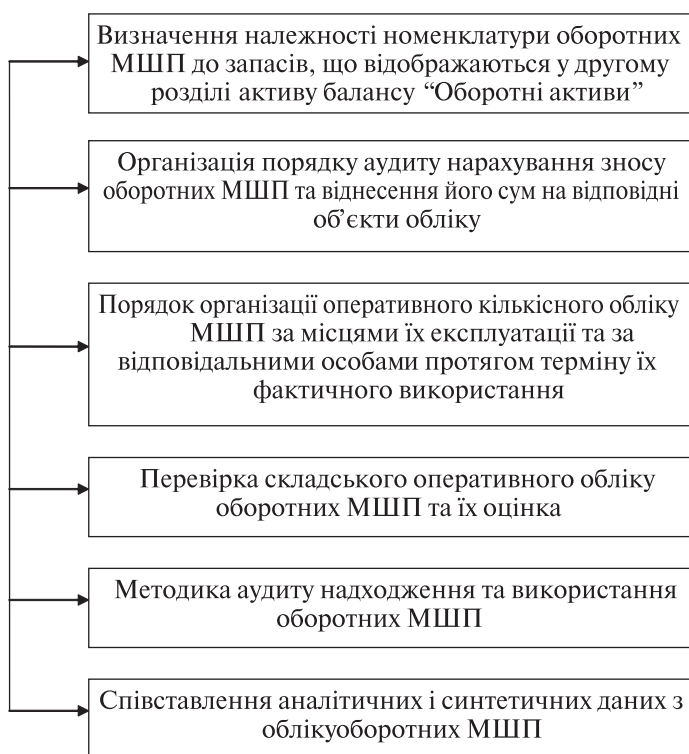 Визначення належності номенклатури оборотних
МШП до запасів, що відображаються у другому
розділі активу балансу “Оборотні активи”
Організація порядку аудиту нарахування зносу
оборотних МШП та віднесення його сум на відповідні
об’єкти обліку
Порядок організації оперативного кількісного обліку
МШП за місцями їх експлуатації та за
відповідальними особами протягом терміну їх
фактичного використання
Перевірка складського оперативного обліку
оборотних МШП та їх оцінка
Методика аудиту надходження та використання
оборотних МШП
Співставлення аналітичних і синтетичних даних з
облікуоборотних МШП